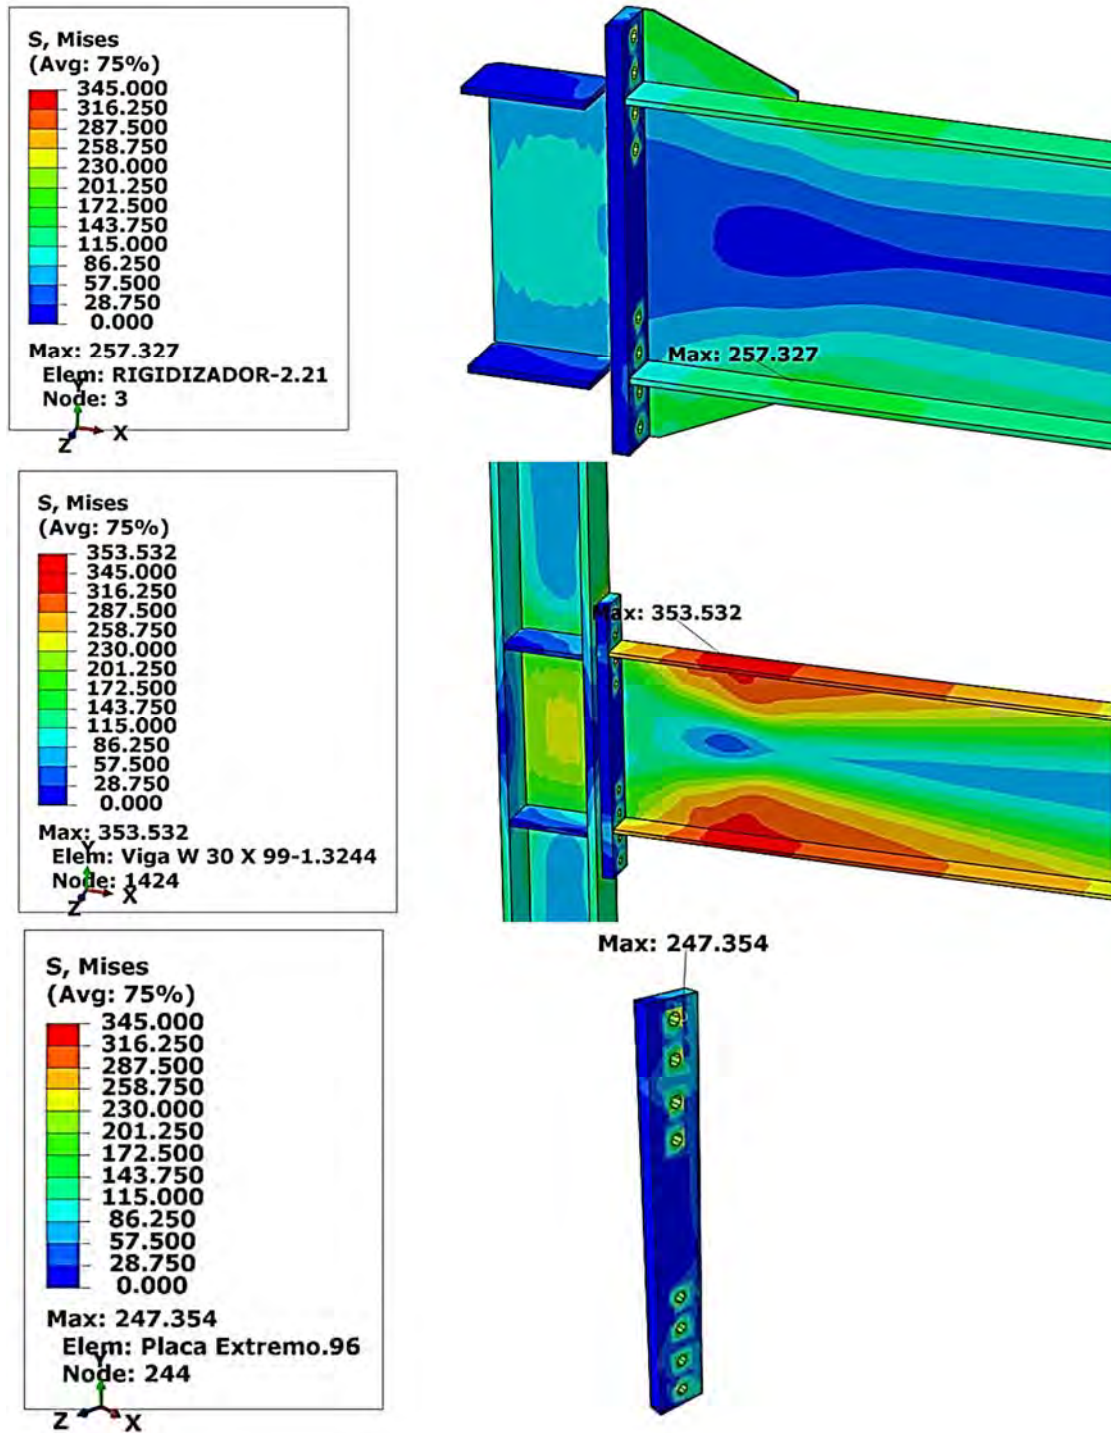 S, Mises
(Avg: 75%)
345.000
316.250
287.500
258.750
230.000
201.250
172.500
143.750
115.000
86.250
57.500
28.750
0.000
Max: 257.327
Elem: RIGIDIZADOR-2.21
Node: 3
Y
Z
X
Max: 257.327
S, Mises
(Avg: 75%)
353.532
345.000
316.250
287.500
258.750
230.000
201.250
172.500
143.750
115.000
86.250
57.500
28.750
0.000
Max: 353.532
Elem: Viga W 30 X 99-1.3244
Node: 1424
Y
Z
X
Max: 353.532
S, Mises
(Avg: 75%)
345.000
316.250
287.500
258.750
230.000
201.250
172.500
143.750
115.000
86.250
57.500
28.750
0.000
Max: 247.354
Elem: Placa Extremo.96
Node: 244
Y
Z
X
Max: 247.354